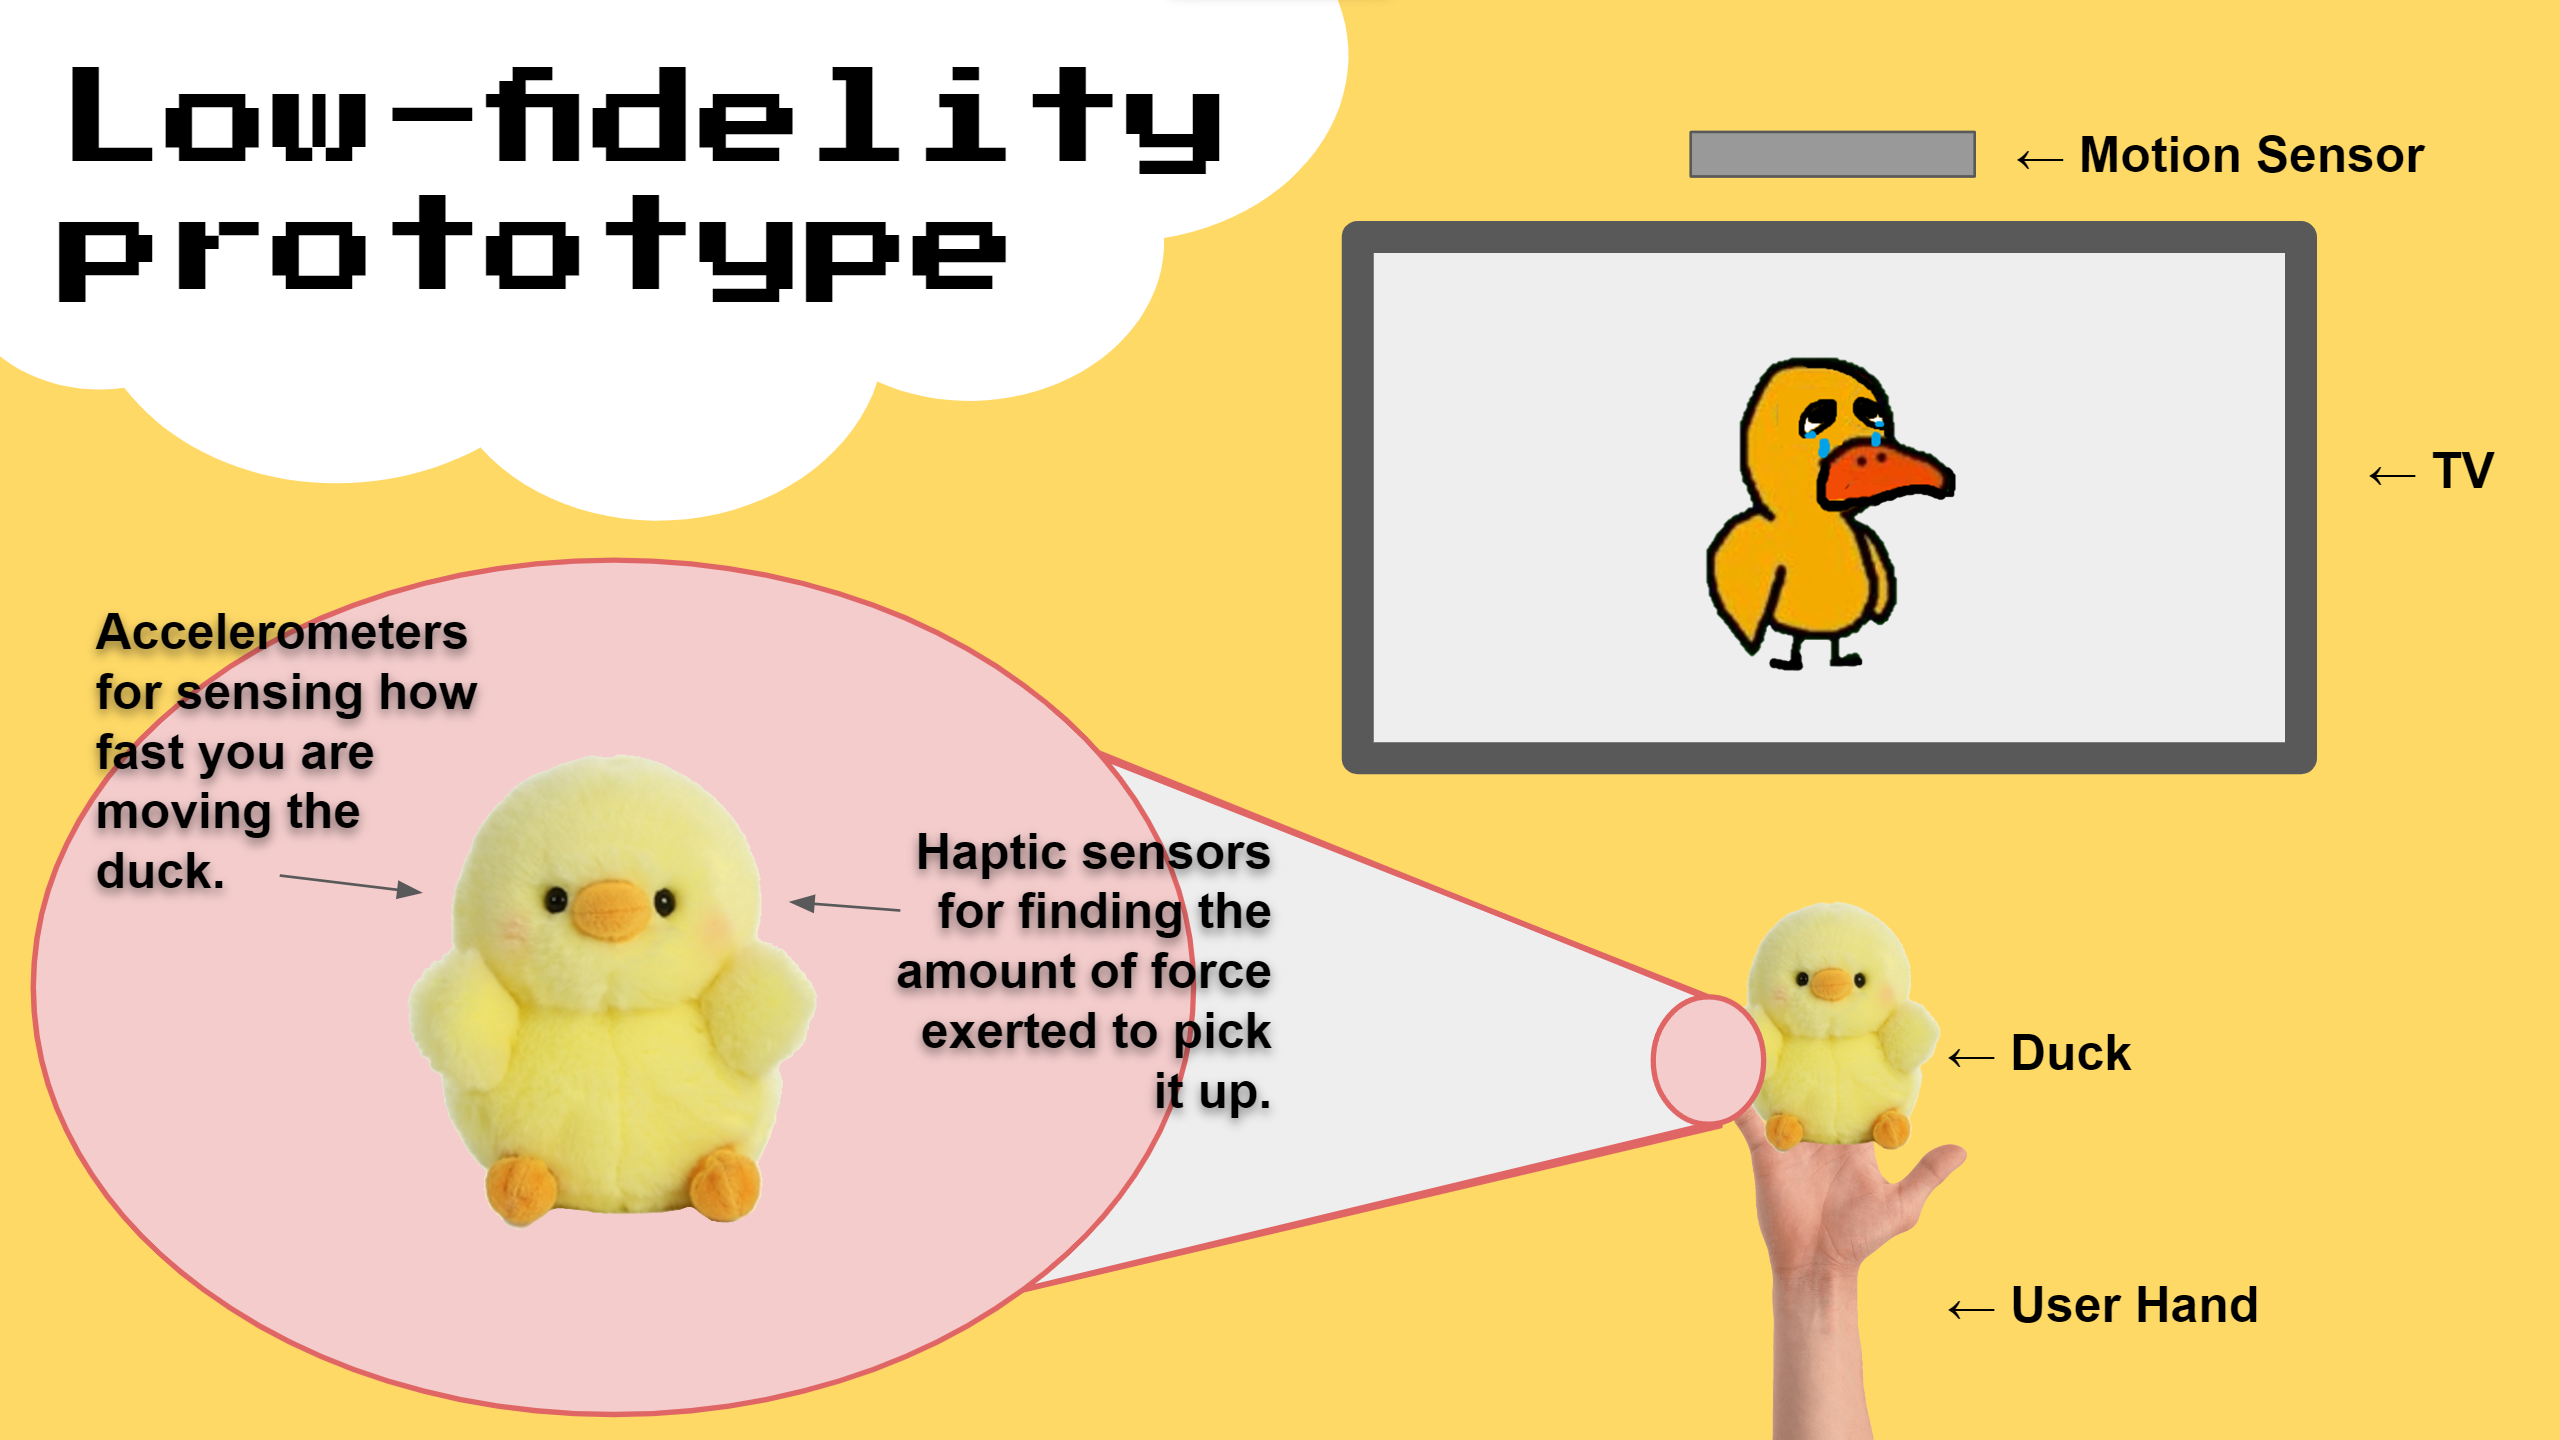 Low-fidelity
prototype
← Motion Sensor
← TV
Accelerometers
for sensing how
fast you are
moving the
duck.
Haptic sensors
for finding the
amount of force
exerted to pick
it up.
← Duck
← User Hand